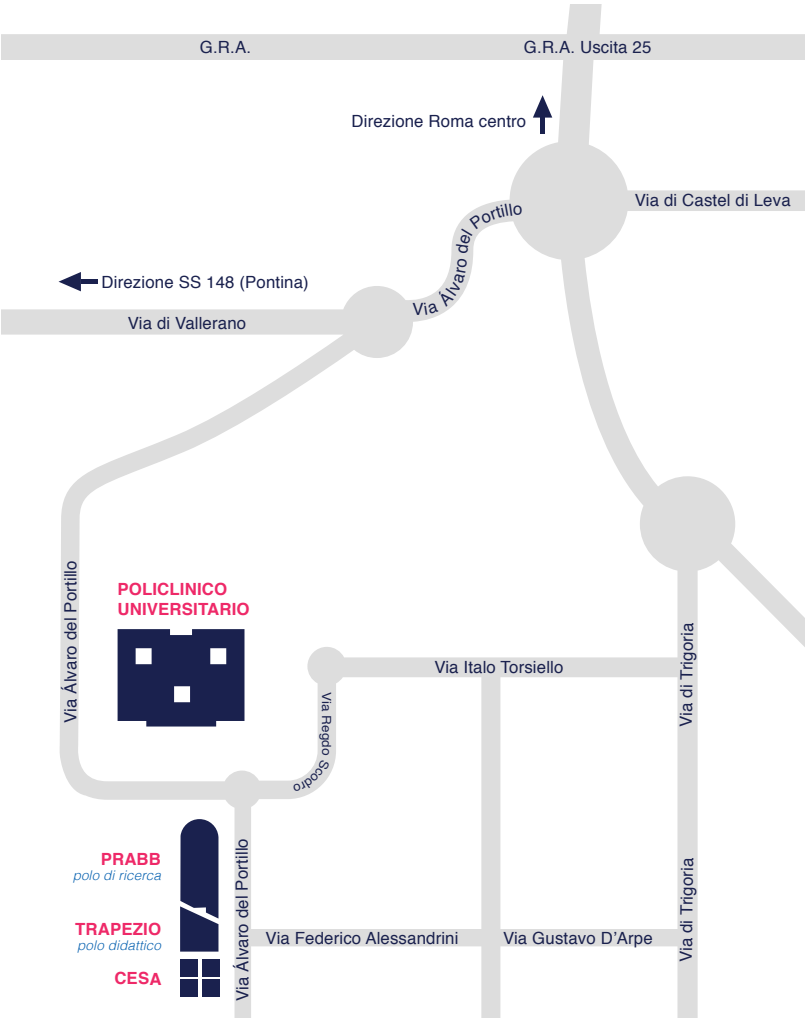 G.R.A.
G.R.A. Uscita 25
Direzione Roma centro
Via di Castel di Leva
Via Álvaro del Portillo
Direzione SS 148 (Pontina)
Via di Vallerano
Via Álvaro del Portillo
POLICLINICO
UNIVERSITARIO
Via Italo Torsiello
Via di Trigoria
Via Regdo Scodro
PRABB
polo di ricerca
Via Álvaro del Portillo
Via di Trigoria
TRAPEZIO
polo didattico
Via Federico Alessandrini
Via Gustavo D'Arpe
CESA